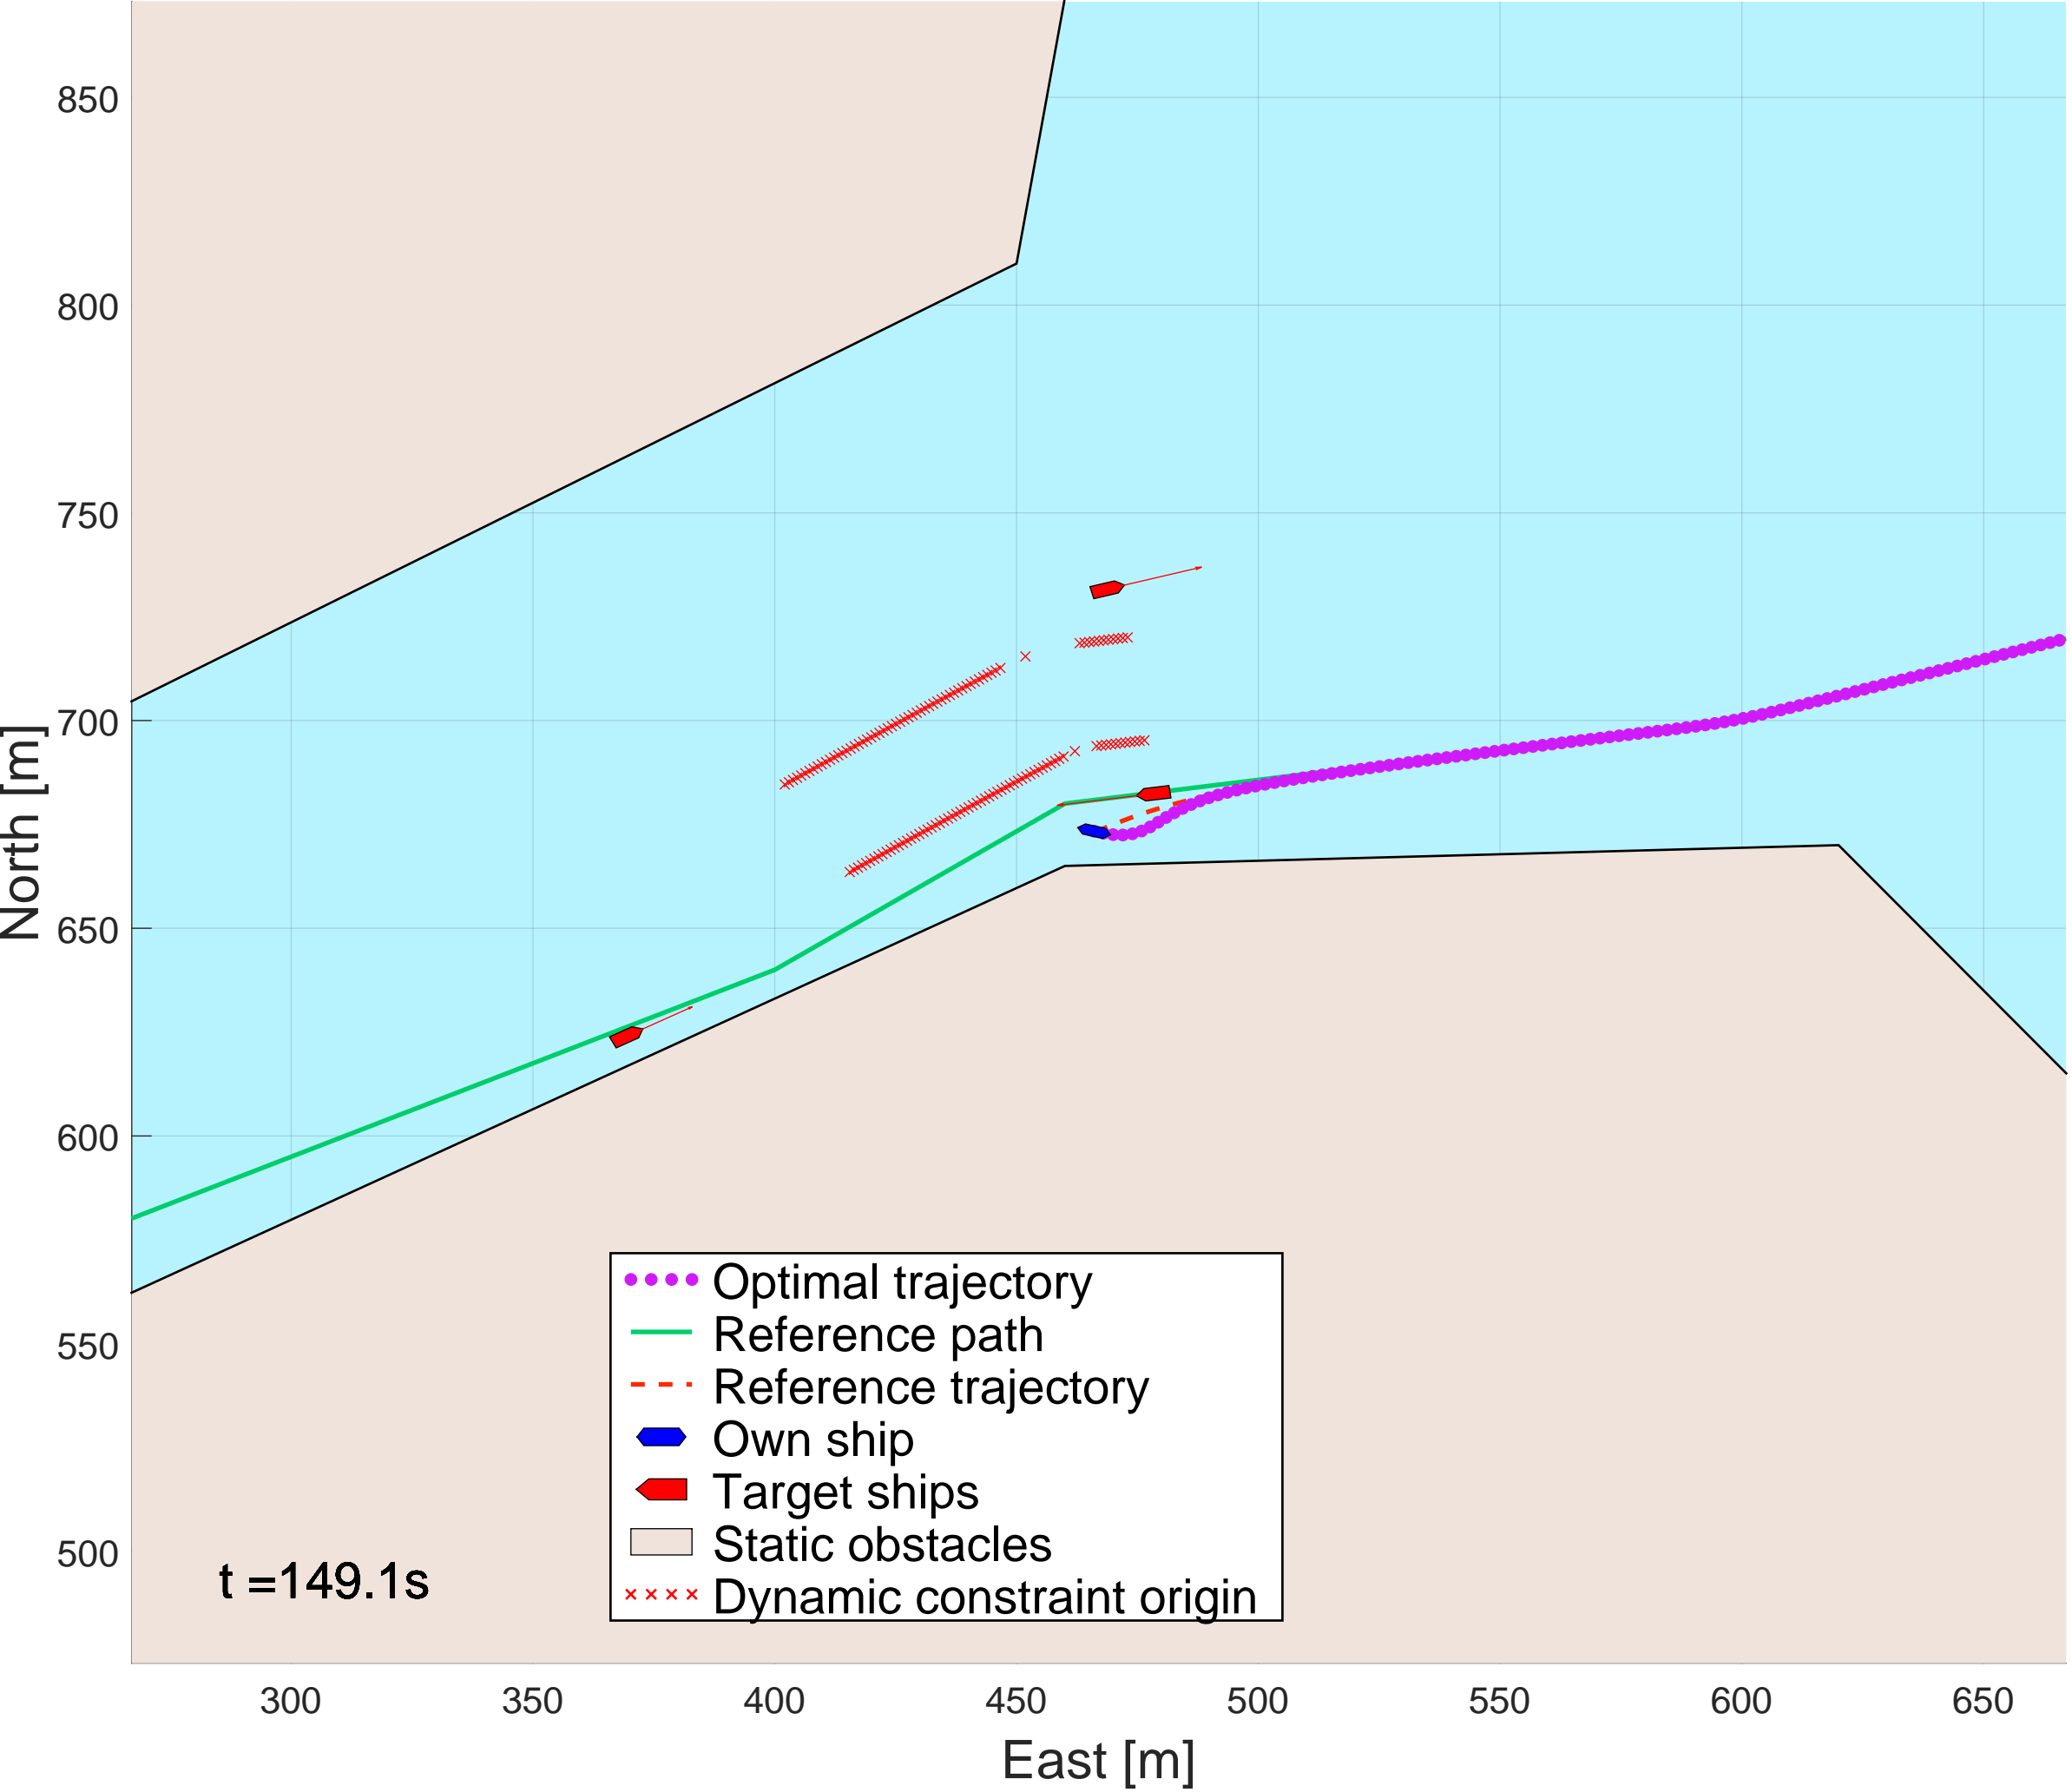 850
800
750
700
650
600
550
500
North [m]
Optimal trajectory
Reference path
Reference trajectory
Own ship
Target ships
Static obstacles
Dynamic constraint origin
t =149.1s
300 350 400 450 500 550 600 650
East [m]